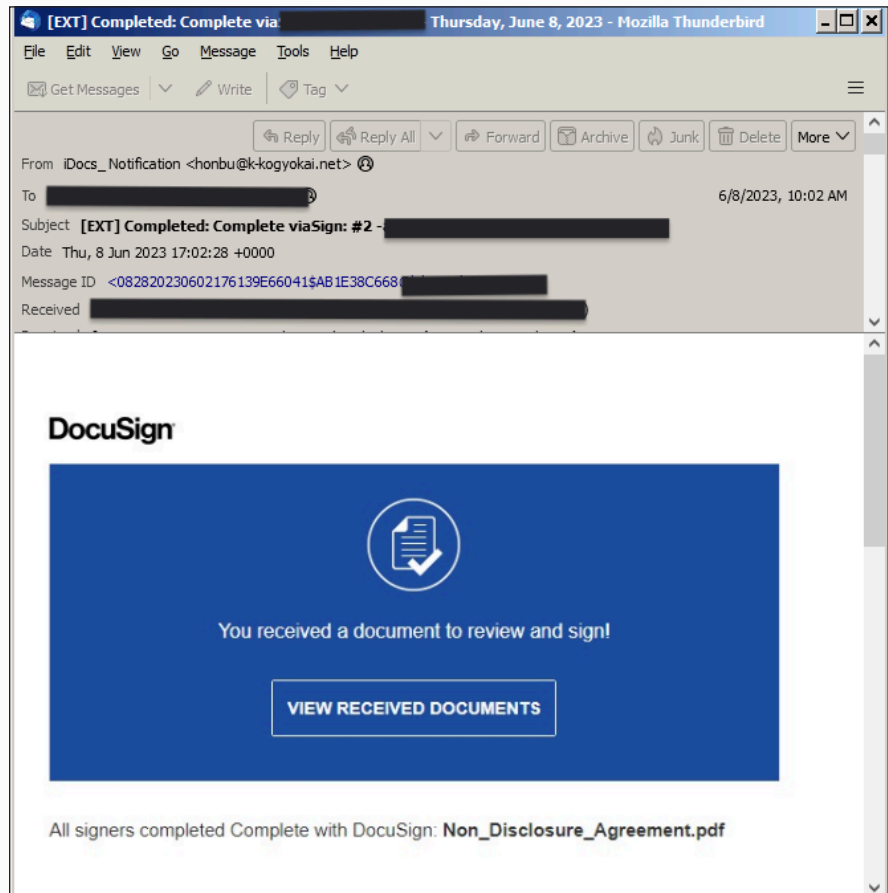 [EXT] Completed: Complete via Thursday, June 8, 2023 - Mozilla Thunderbird
File Edit View Go Message Tools Help
Get Messages Write Tag
Reply Reply All Forward Archive Junk Delete More
From iDocs_Notification <honbu@k-kogyokai.net>
To 6/8/2023, 10:02 AM
Subject [EXT] Completed: Complete viaSign: #2 -
Date Thu, 8 Jun 2023 17:02:28 +0000
Message ID <082820230602176139E66041$AB1E38C668
Received
DocuSign
You received a document to review and sign!
VIEW RECEIVED DOCUMENTS
All signers completed Complete with DocuSign: Non_Disclosure_Agreement.pdf